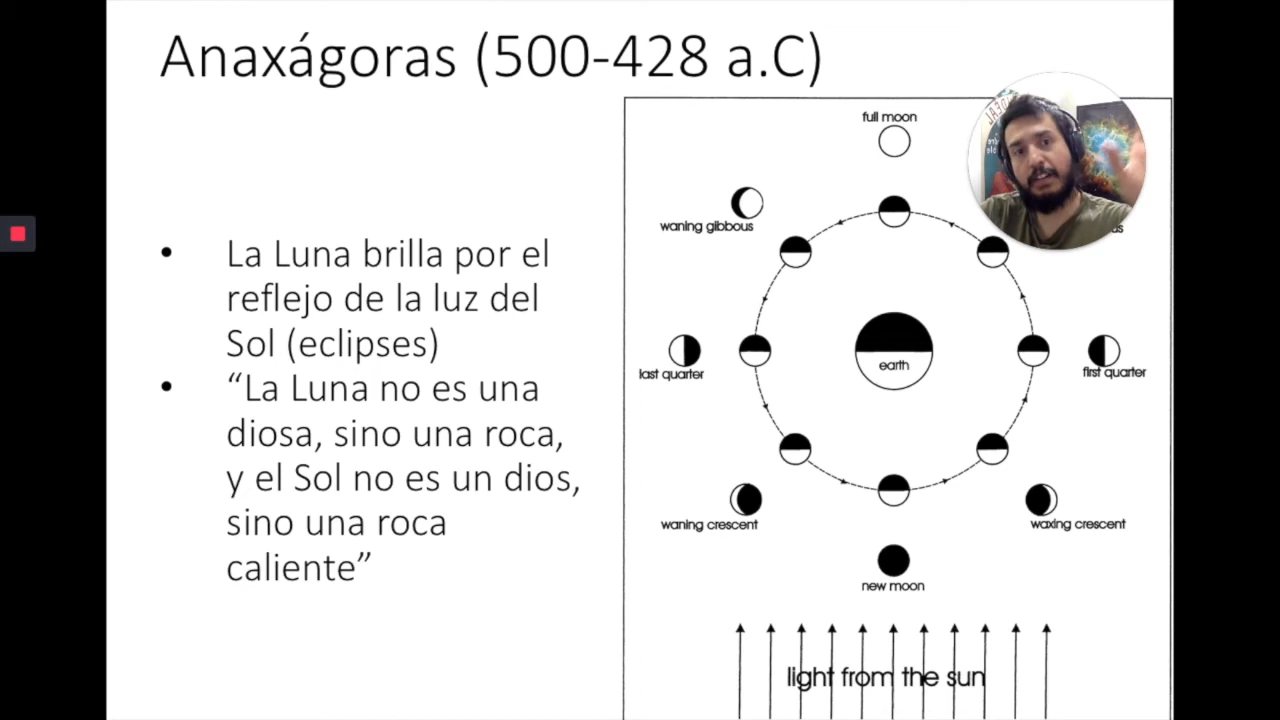 Anaxágoras (500-428 a.C)
• La Luna brilla por el
reflejo de la luz del
Sol (eclipses)
• “La Luna no es una
diosa, sino una roca,
y el Sol no es un dios,
sino una roca
caliente”
full moon
waning gibbous
last quarter
earth
first quarter
waning crescent
waxing crescent
new moon
light from the sun